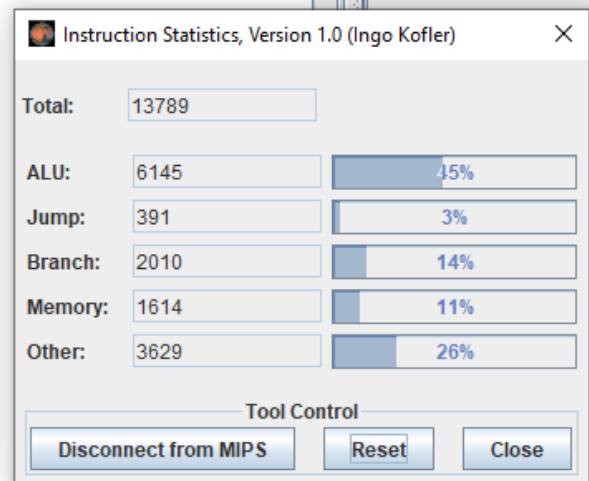 Instruction Statistics, Version 1.0 (Ingo Kofler)
Total: 13789
ALU: 6145 45%
Jump: 391 3%
Branch: 2010 14%
Memory: 1614 11%
Other: 3629 26%
Tool Control
Disconnect from MIPS Reset Close